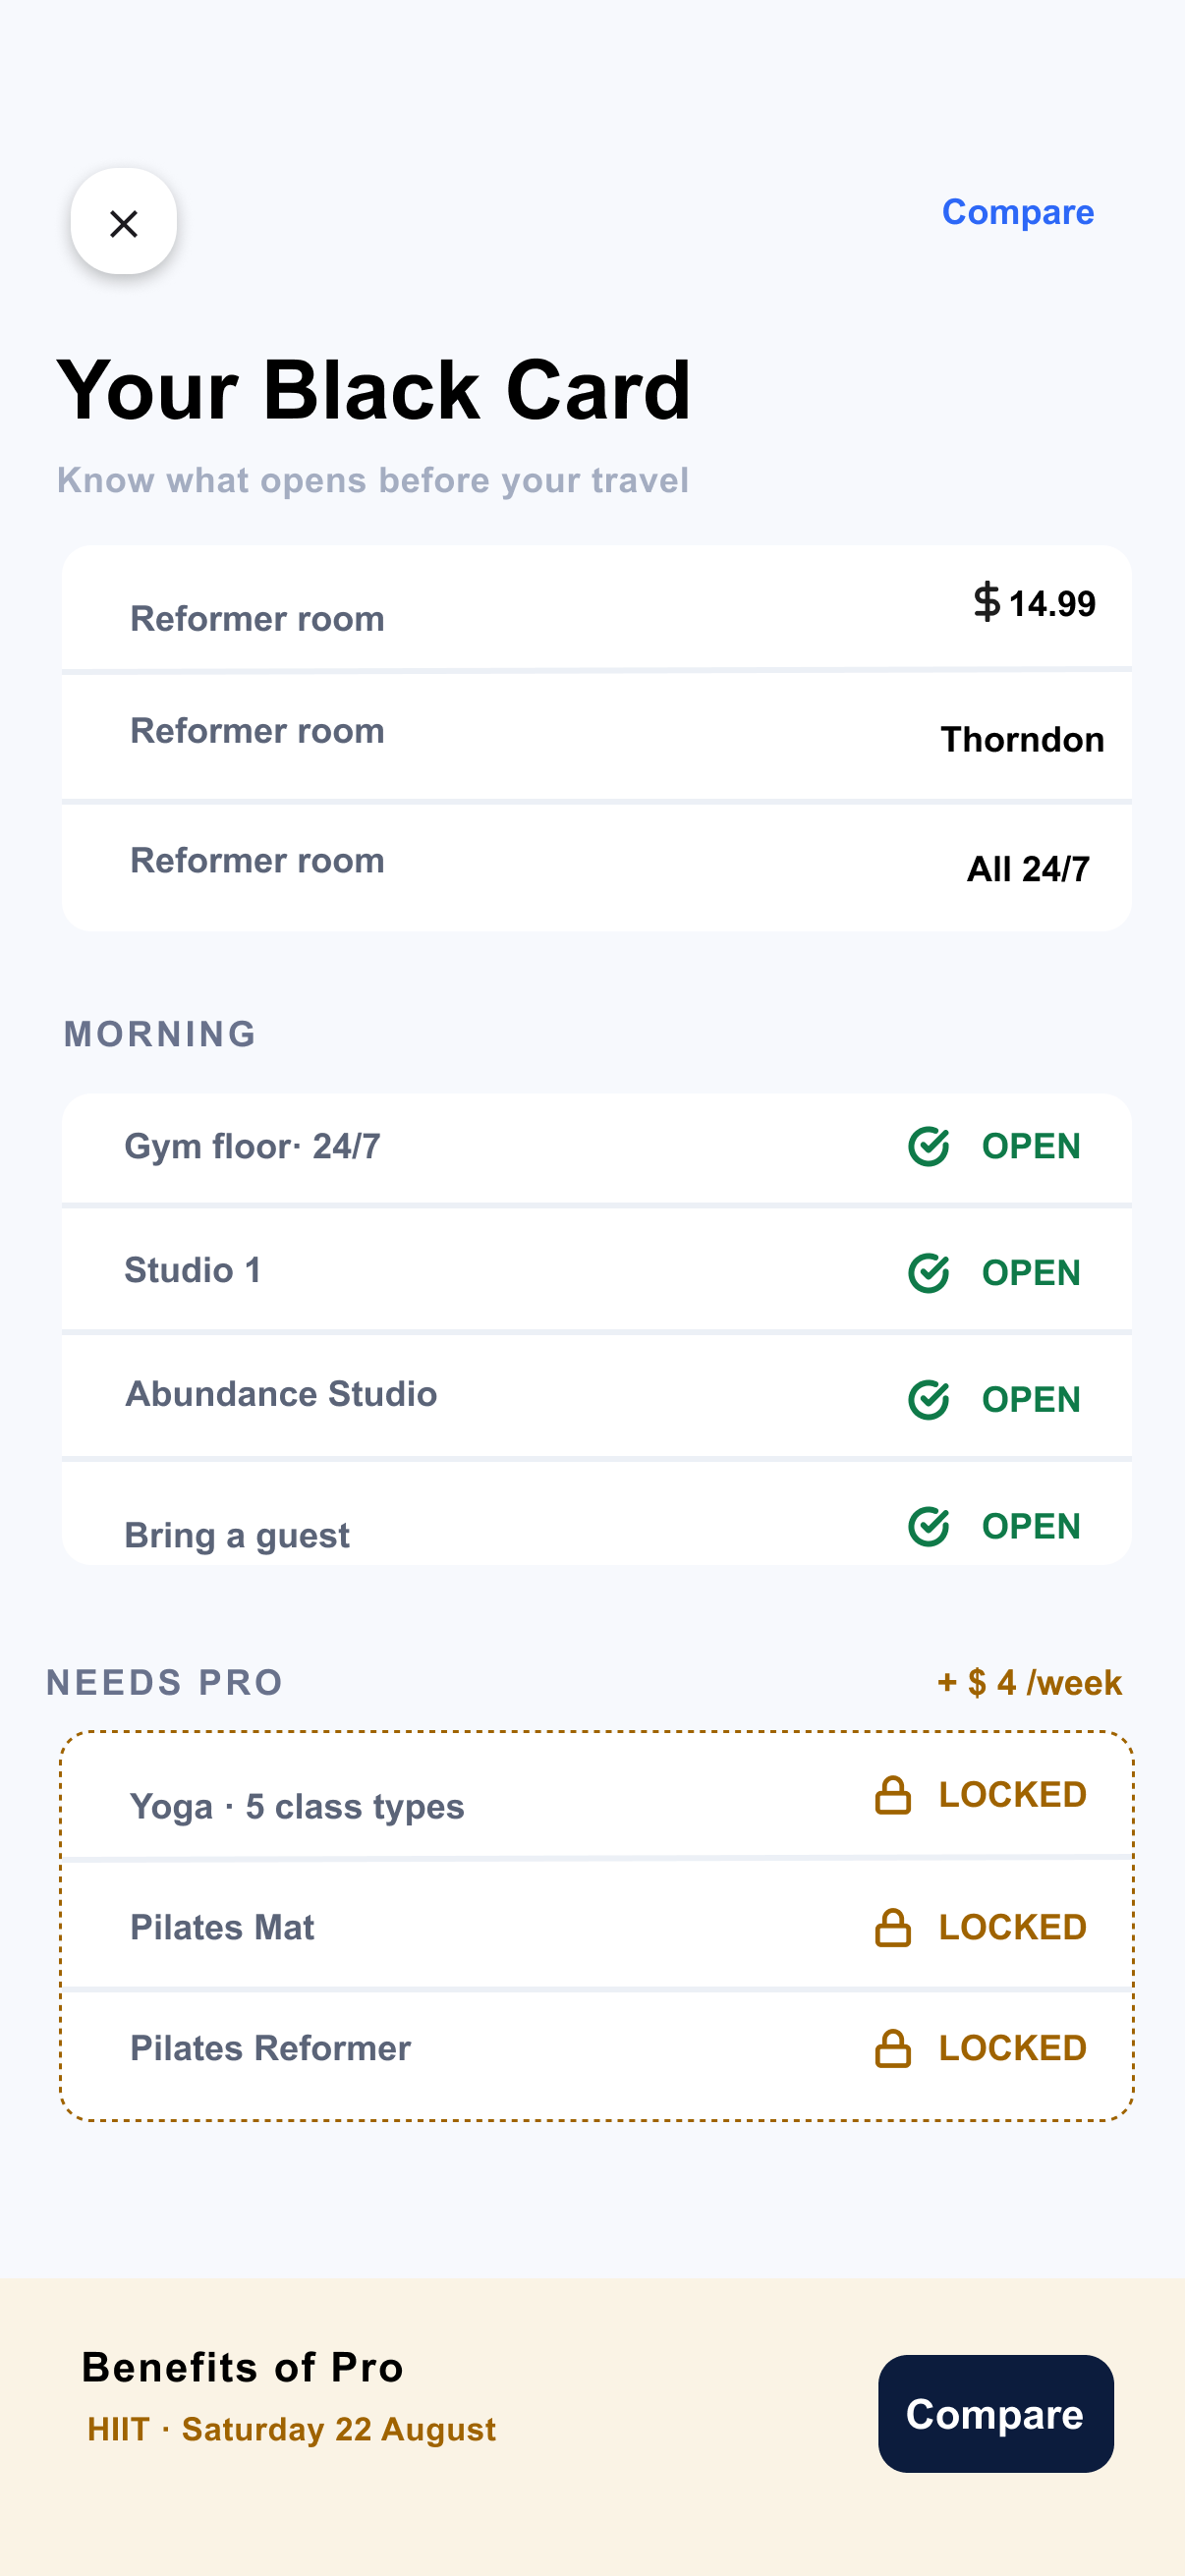 Compare
Your Black Card
Know what opens before your travel
Reformer room $ 14.99
Reformer room Thorndon
Reformer room All 24/7
MORNING
Gym floor· 24/7 OPEN
Studio 1 OPEN
Abundance Studio OPEN
Bring a guest OPEN
NEEDS PRO + $ 4 /week
Yoga · 5 class types LOCKED
Pilates Mat LOCKED
Pilates Reformer LOCKED
Benefits of Pro
HIIT · Saturday 22 August
Compare